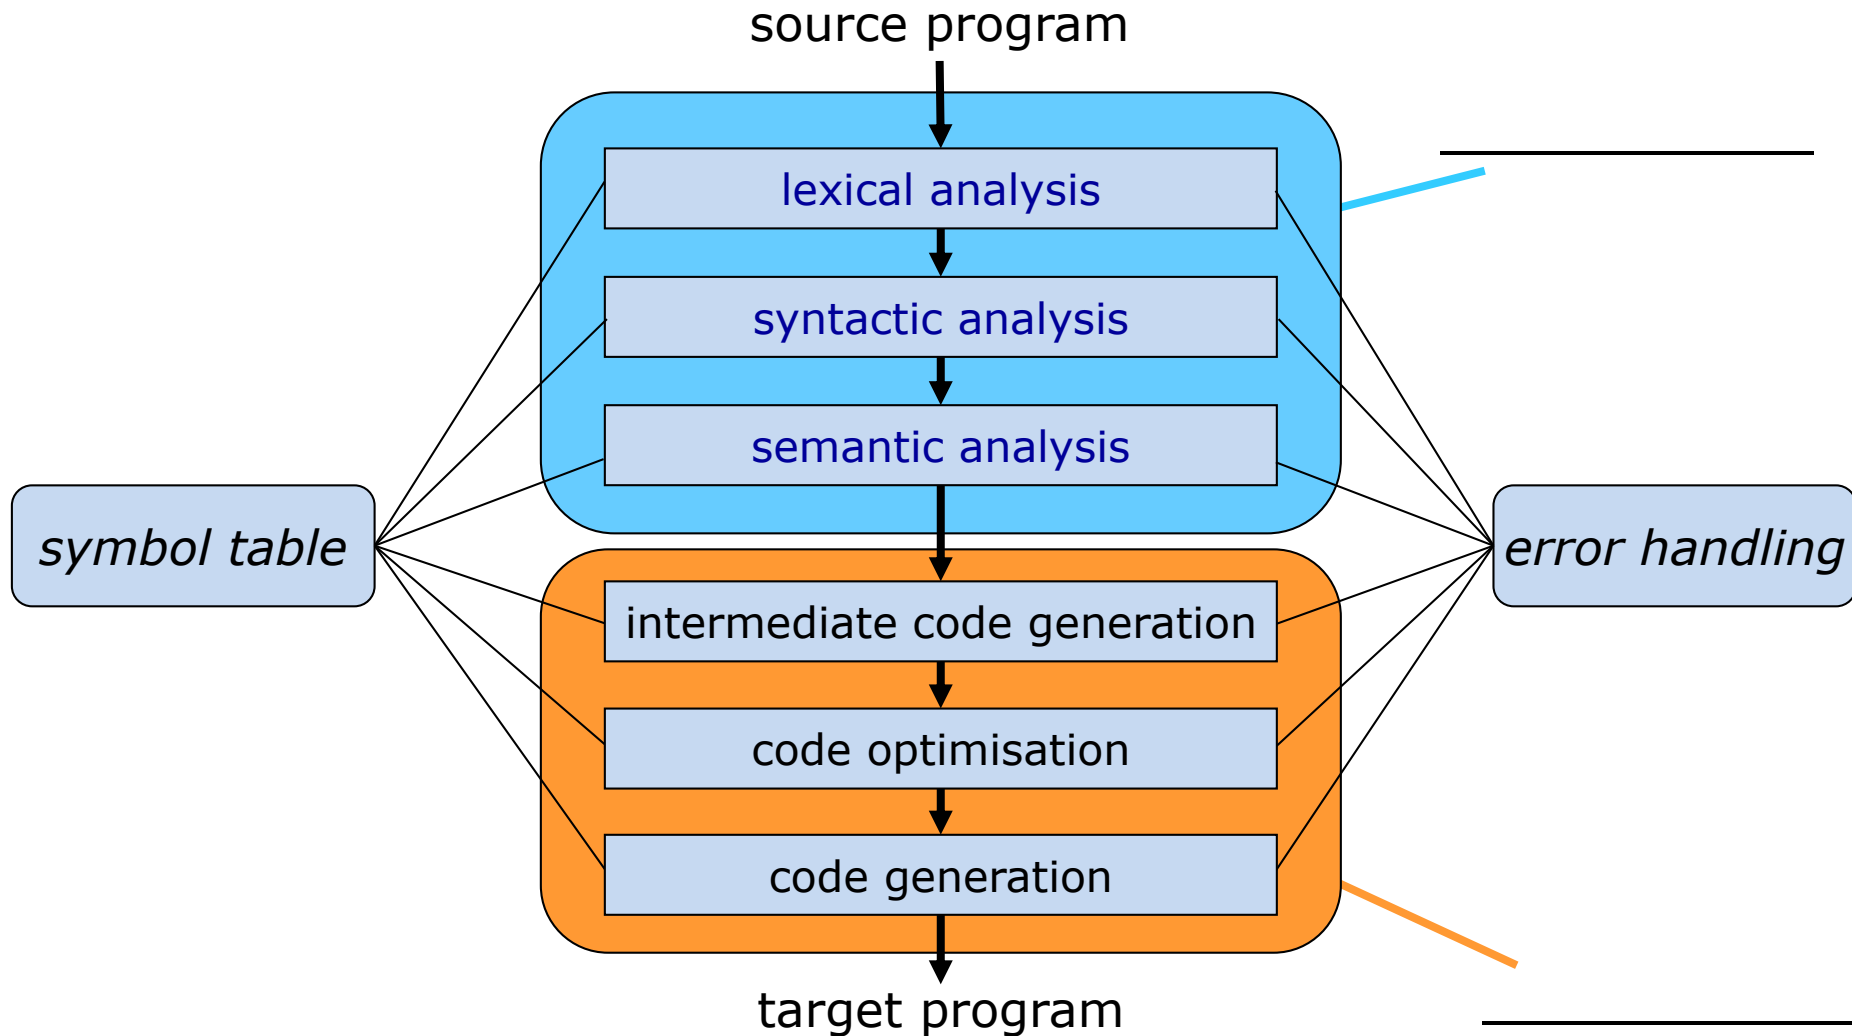 source program
lexical analysis
syntactic analysis
semantic analysis
symbol table
error handling
intermediate code generation
code optimisation
code generation
target program